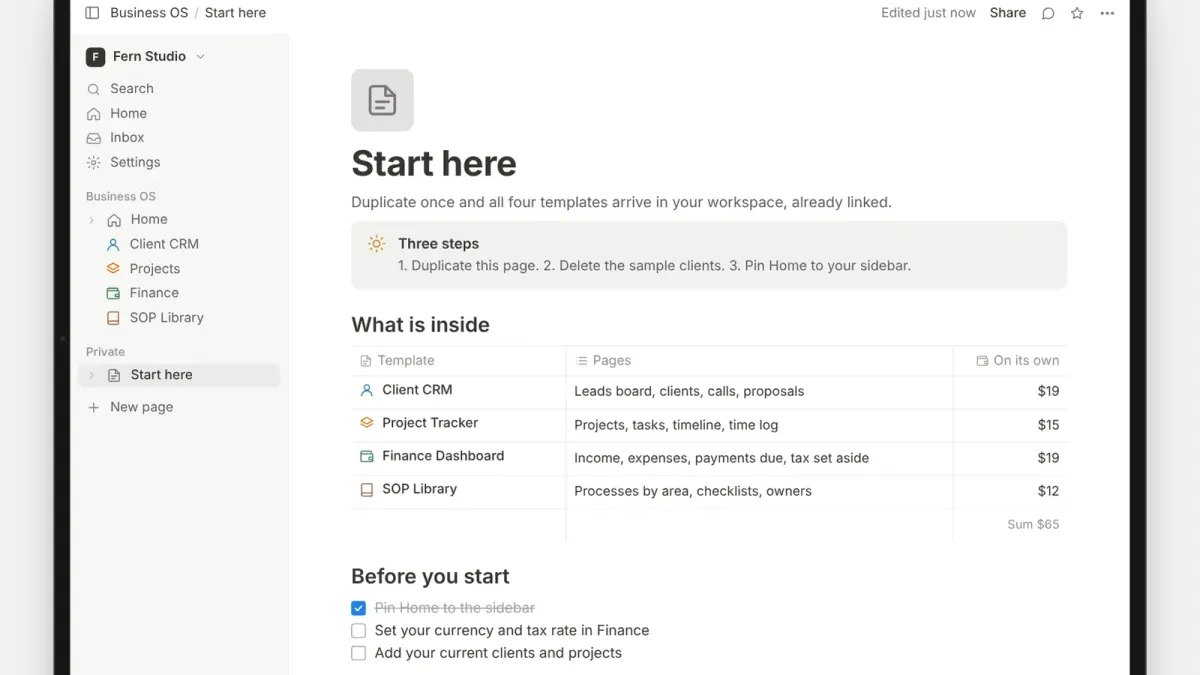 Business OS / Start here
Edited just now Share
F Fern Studio
Search
Home
Inbox
Settings
Business OS
Home
Client CRM
Projects
Finance
SOP Library
Private
Start here
New page
Start here
Duplicate once and all four templates arrive in your workspace, already linked.
Three steps
1. Duplicate this page. 2. Delete the sample clients. 3. Pin Home to your sidebar.
What is inside
Template Pages On its own
Client CRM Leads board, clients, calls, proposals $19
Project Tracker Projects, tasks, timeline, time log $15
Finance Dashboard Income, expenses, payments due, tax set aside $19
SOP Library Processes by area, checklists, owners $12
Sum $65
Before you start
Pin Home to the sidebar
Set your currency and tax rate in Finance
Add your current clients and projects